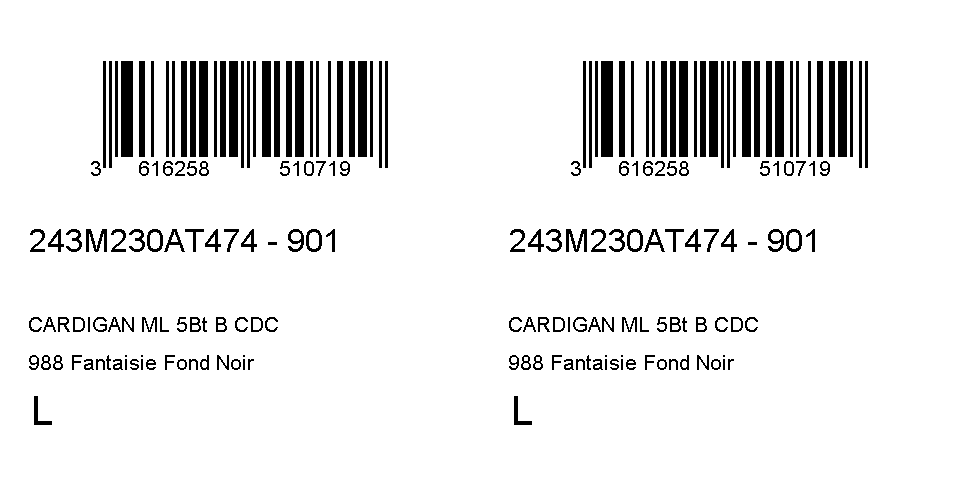 3 616258 510719
243M230AT474 - 901
CARDIGAN ML 5Bt B CDC
988 Fantaisie Fond Noir
L
3 616258 510719
243M230AT474 - 901
CARDIGAN ML 5Bt B CDC
988 Fantaisie Fond Noir
L